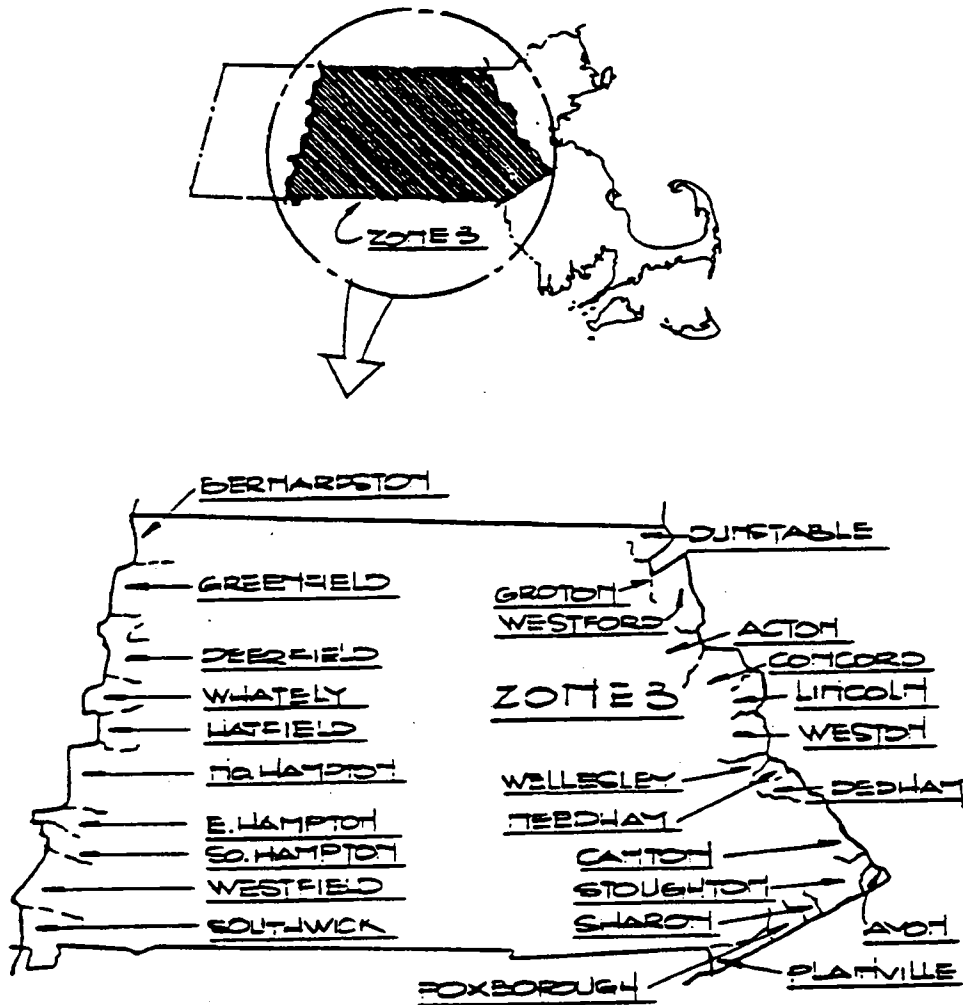 ZONE 3
BERNARDSTON
DUNSTABLE
GREENFIELD
GROTON
WESTFORD
ACTON
DEERFIELD
CONCORD
WHATELY
ZONE 3
LINCOLN
HATFIELD
WESTON
NO. HAMPTON
WELLESLEY
DEDHAM
E. HAMPTON
NEEDHAM
SO. HAMPTON
CANTON
WESTFIELD
STOUGHTON
SOUTHWICK
SHARON
AVON
FOXBOROUGH
PLAINVILLE